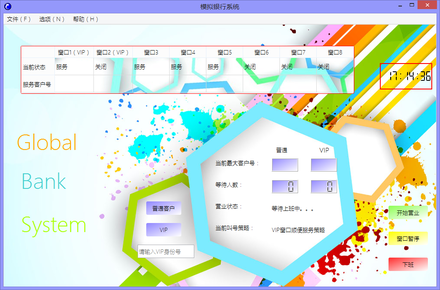 模拟银行系统
文件（F） 选项（N） 帮助（H）
窗口1（VIP） 窗口2（VIP） 窗口3 窗口4 窗口5 窗口6 窗口7 窗口8
当前状态 服务 关闭 服务 服务 服务 关闭 关闭 关闭
服务客户号
17:14:36
Global
Bank
System
普通 VIP
当前最大客户号：
等待人数： 0 0
营业状态： 等待上班中...
当前叫号策略： VIP窗口顺便服务策略
普通客户
VIP
请输入VIP身份号
开始营业
窗口暂停
下班